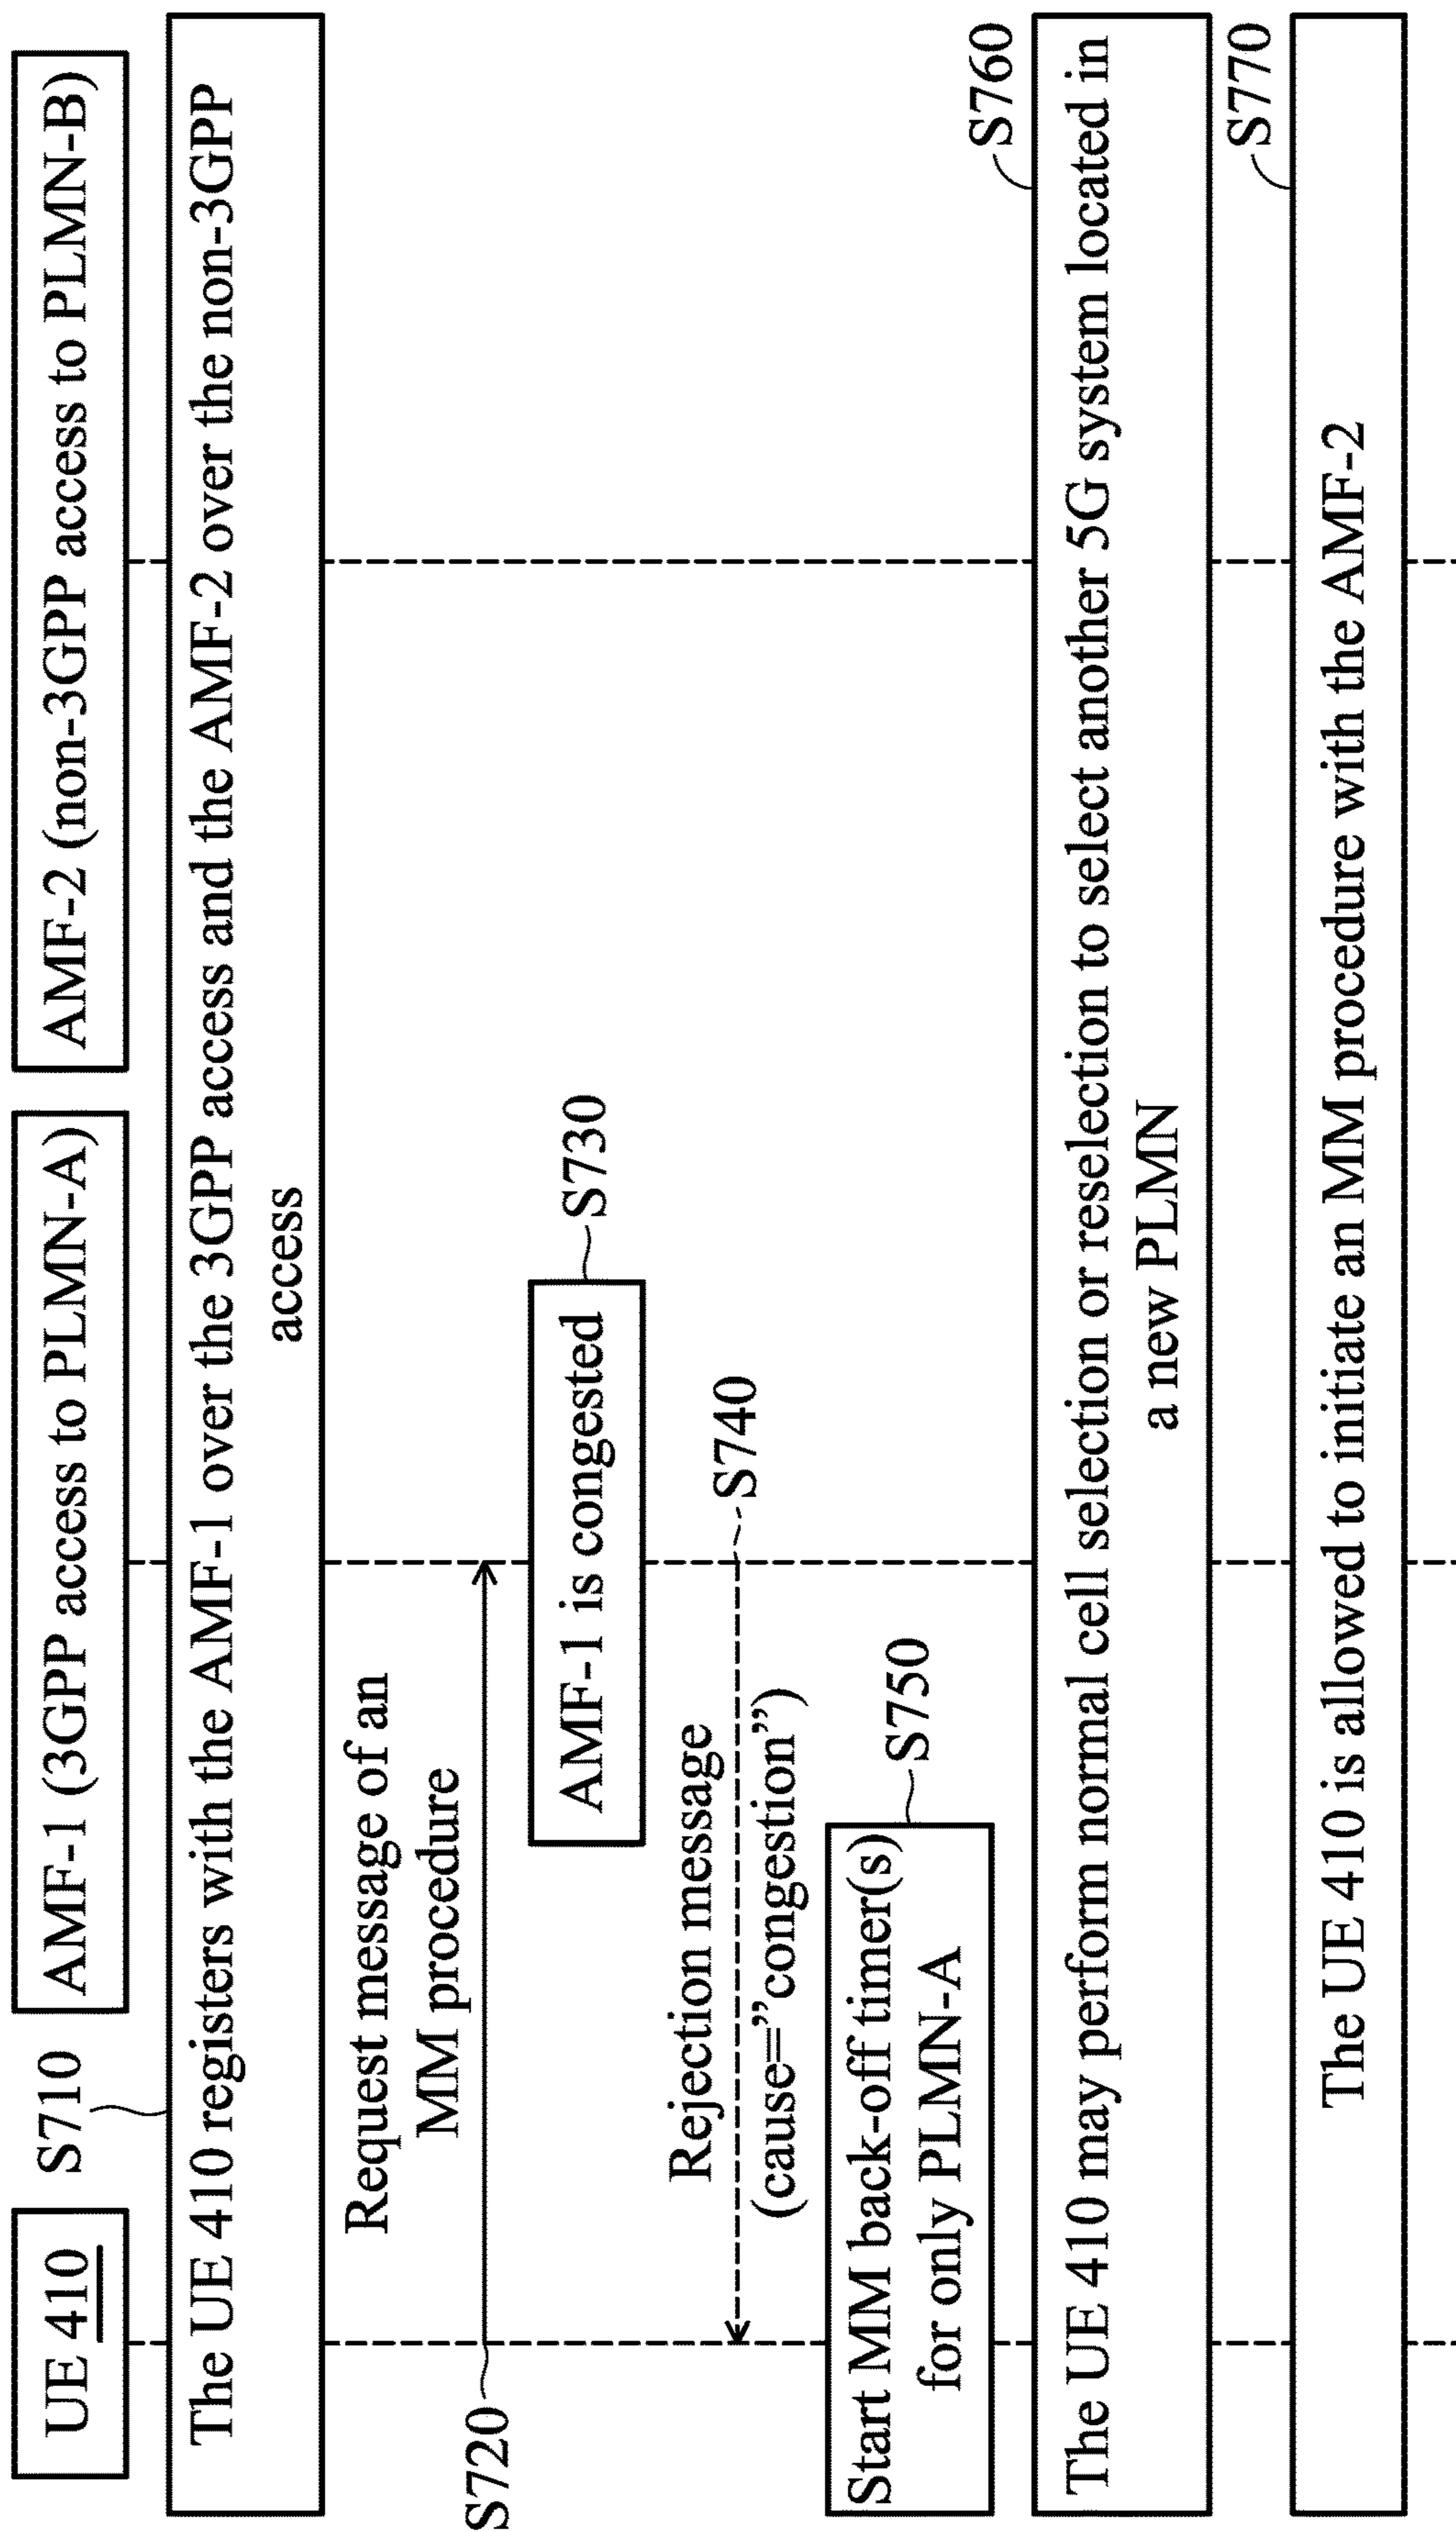 UE 410
S710
AMF-1 (3GPP access to PLMN-A)
AMF-2 (non-3GPP access to PLMN-B)
The UE 410 registers with the AMF-1 over the 3GPP access and the AMF-2 over the non-3GPP
access
Request message of an
MM procedure
S720
AMF-1 is congested
S730
Rejection message
(cause=”congestion”)
S740
Start MM back-off timer(s)
for only PLMN-A
S750
S760
The UE 410 may perform normal cell selection or reselection to select another 5G system located in
a new PLMN
S770
The UE 410 is allowed to initiate an MM procedure with the AMF-2